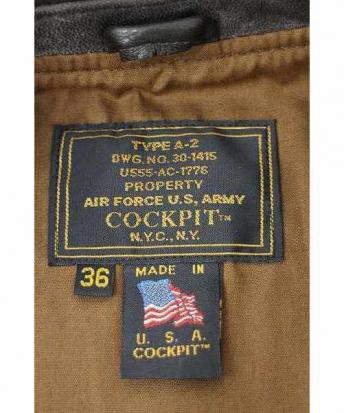 TYPE A-2
DWG. NO. 30-1415
US55-AC-1776
PROPERTY
AIR FORCE U.S. ARMY
COCKPIT™
N.Y.C., N.Y.
36
MADE IN
U. S. A.
COCKPIT™